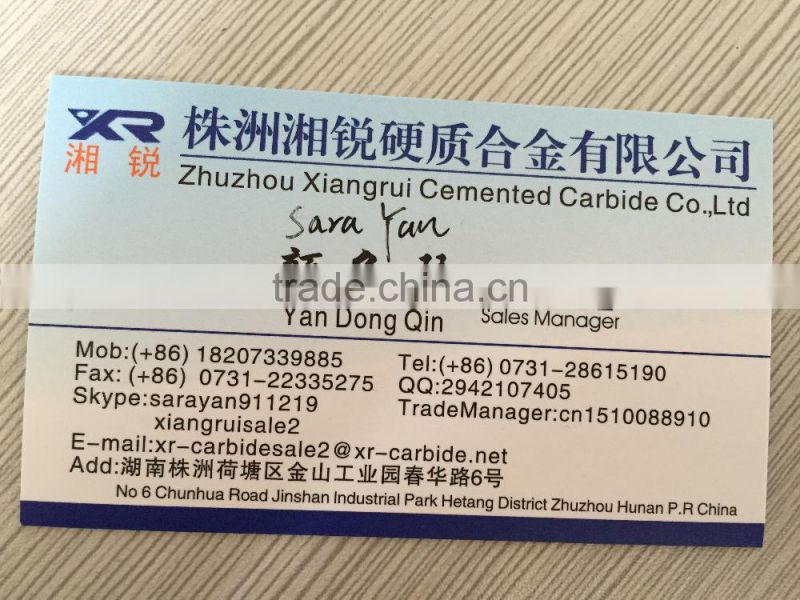 XR 株洲湘锐硬质合金有限公司
湘锐 Zhuzhou Xiangrui Cemented Carbide Co.,Ltd
Sara Yan
trade.china.cn
Yan Dong Qin Sales Manager
Mob:(+86) 18207339885 Tel:(+86) 0731-28615190
Fax: (+86) 0731-22335275 QQ:2942107405
Skype:sarayan911219 TradeManager:cn1510088910
xiangruisale2
E-mail:xr-carbidesale2@xr-carbide.net
Add:湖南株洲荷塘区金山工业园春华路6号
No 6 Chunhua Road Jinshan Industrial Park Hetang District Zhuzhou Hunan P.R China